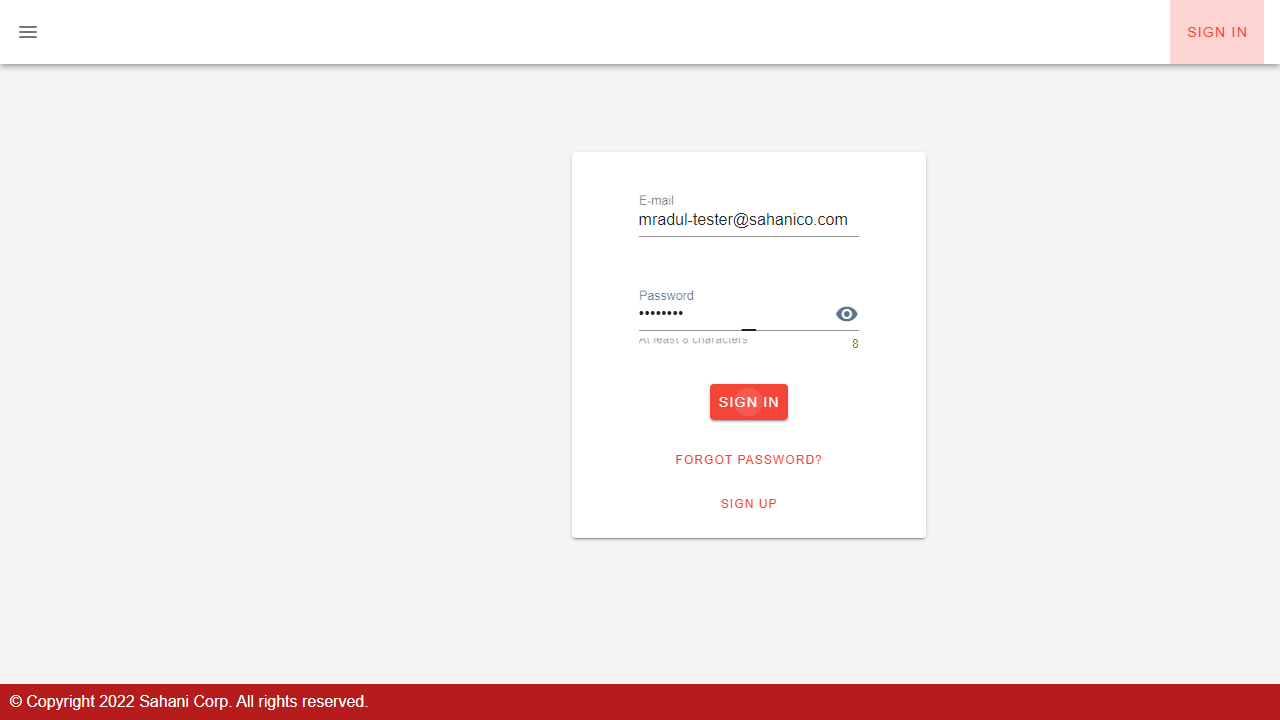 SIGN IN
E-mail
mradul-tester@sahanico.com
Password
••••••••
At least 8 characters
8
SIGN IN
FORGOT PASSWORD?
SIGN UP
© Copyright 2022 Sahani Corp. All rights reserved.